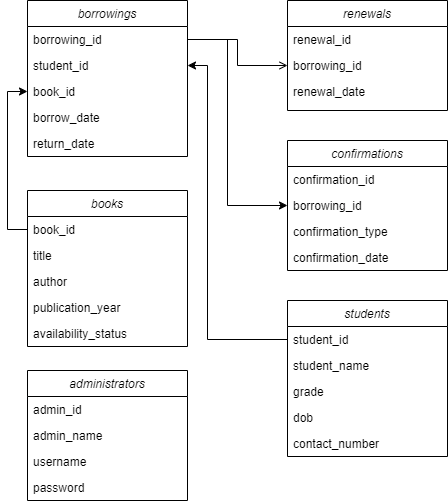 borrowings
borrowing_id
student_id
book_id
borrow_date
return_date
books
book_id
title
author
publication_year
availability_status
administrators
admin_id
admin_name
username
password
renewals
renewal_id
borrowing_id
renewal_date
confirmations
confirmation_id
borrowing_id
confirmation_type
confirmation_date
students
student_id
student_name
grade
dob
contact_number